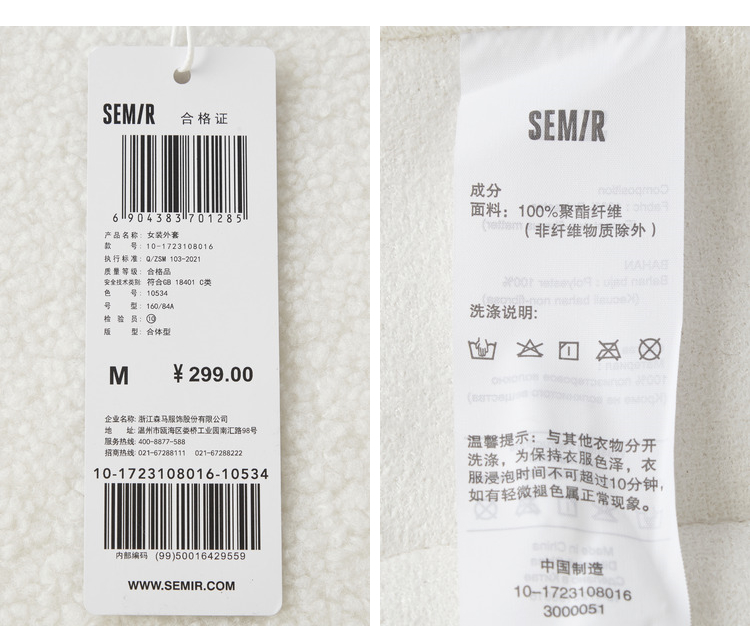 SEMIR 合格证
6 904383 701285
产品名称: 女装外套
款 号: 10-1723108016
执行标准: Q/ZSM 103-2021
质量等级: 合格品
安全技术类别: 符合GB 18401 C类
色 号: 10534
号 型: 160/84A
检 验 员: 10
版 型: 合体型
M ¥ 299.00
企业名称: 浙江森马服饰股份有限公司
地 址: 温州市瓯海区娄桥工业园南汇路98号
服务热线: 400-8877-588
招商热线: 021-67288111 021-67288222
10-1723108016-10534
内部编码 (99)50016429559
WWW.SEMIR.COM
SEMIR
成分
面料: 100%聚酯纤维
(非纤维物质除外)
洗涤说明:
温馨提示: 与其他衣物分开
洗涤, 为保持衣服色泽, 衣
服浸泡时间不可超过10分钟,
如有轻微褪色属正常现象。
中国制造
10-1723108016
3000051